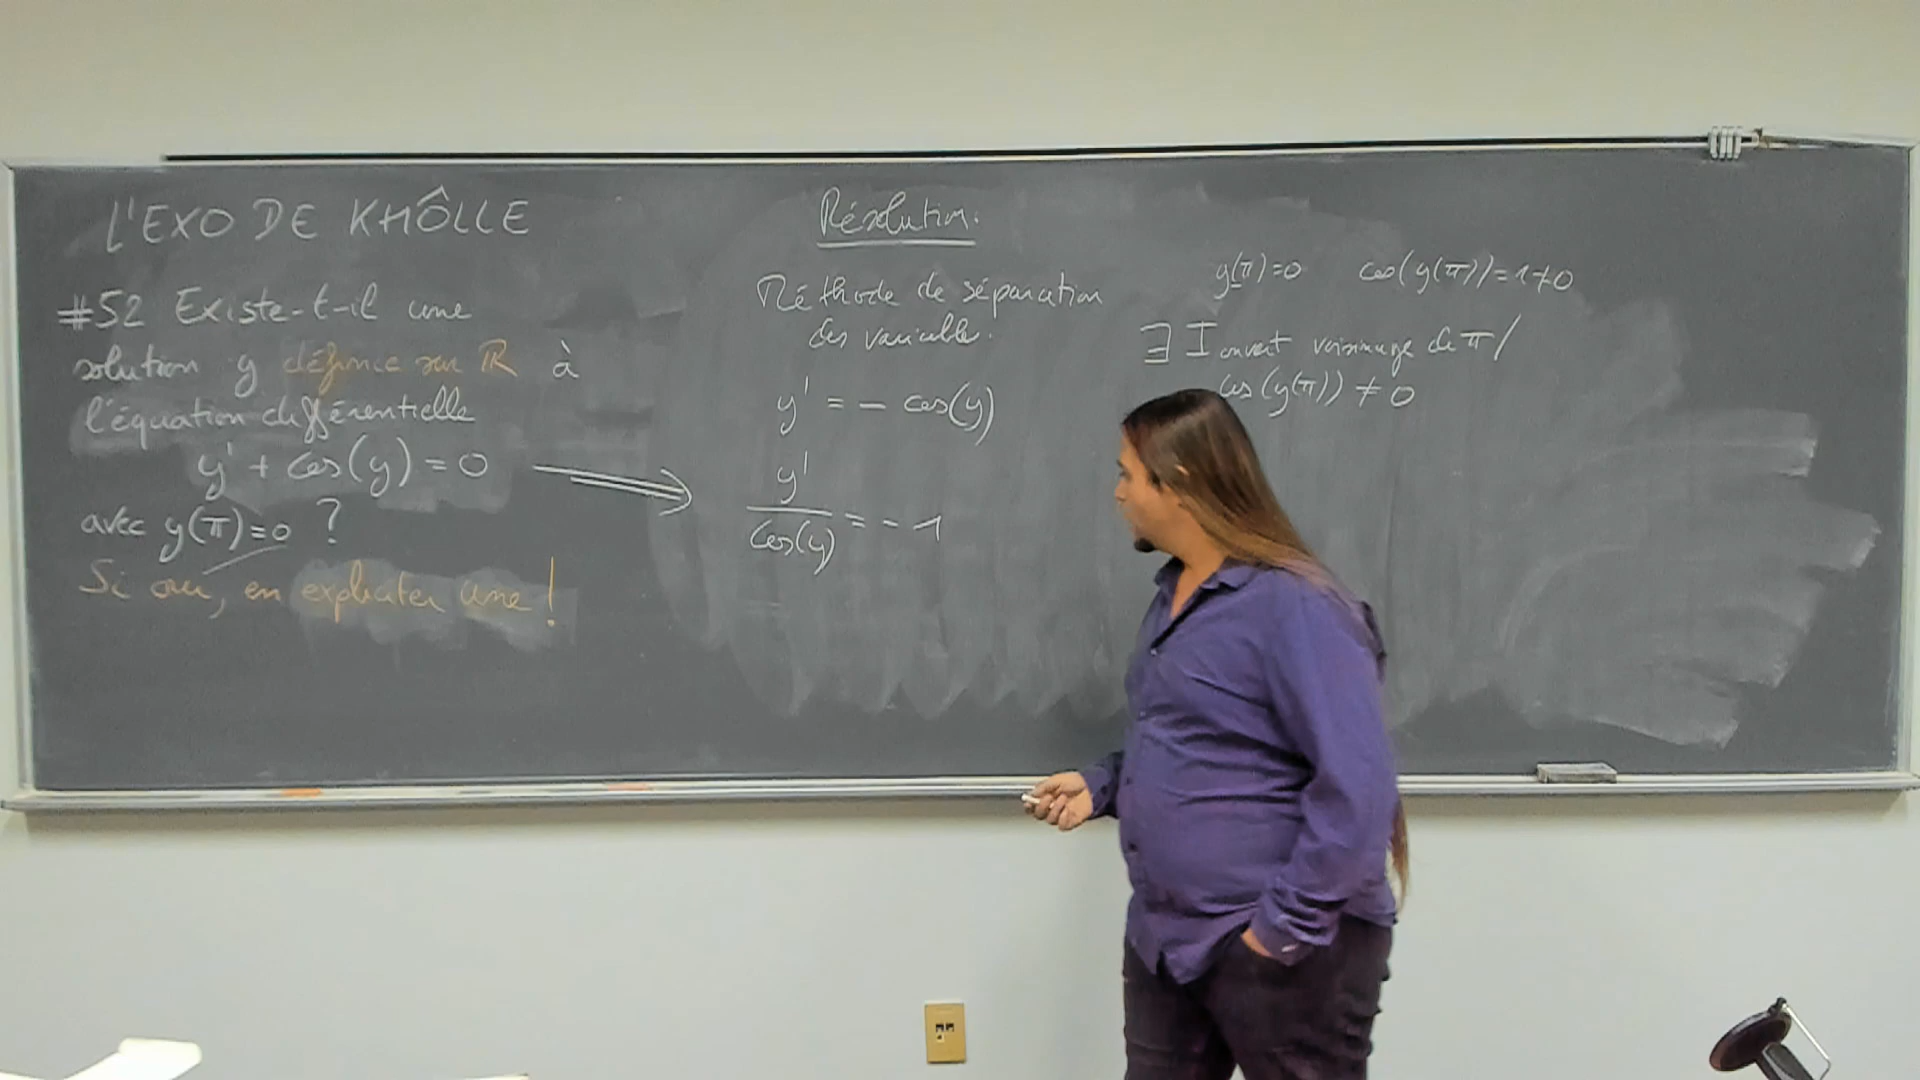 L'EXO DE KHÔLLE
#52 Existe-t-il une
solution y définie sur ℝ à
l'équation différentielle
y' + cos(y) = 0
avec y(π)=0 ?
Si oui, en expliciter une !
Résolution.
Méthode de séparation
des variables.
y' = - cos(y)
y'/cos(y) = -1
y(π)=0 cos(y(π))=1≠0
∃ I ouvert voisinage de π /
cos(y(π)) ≠ 0